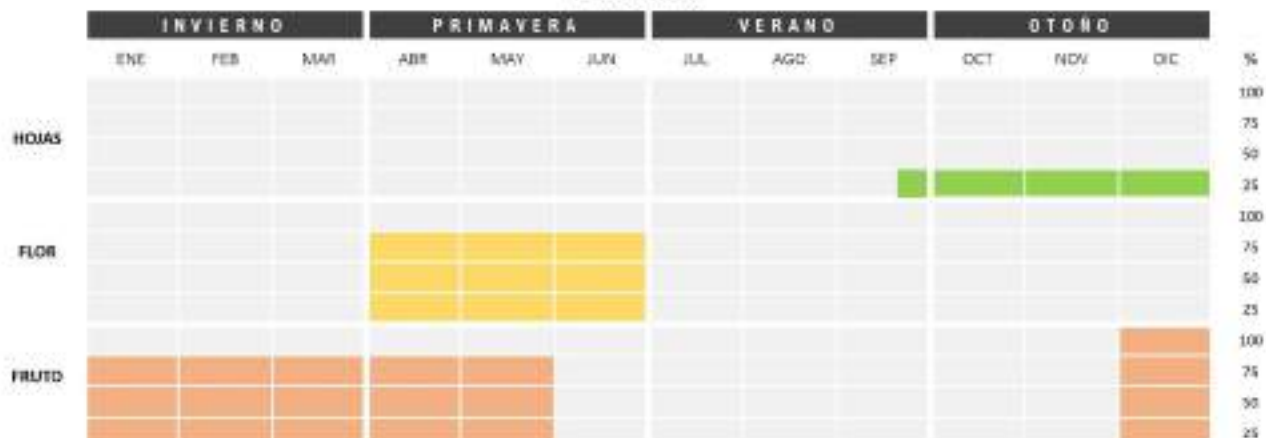 INVIERNO PRIMAVERA VERANO OTOÑO
ENE FEB MAR ABR MAY JUN JUL AGO SEP OCT NOV DIC %
100
75
HOJAS
50
25
100
FLOR 75
50
25
100
FRUTO 75
50
25